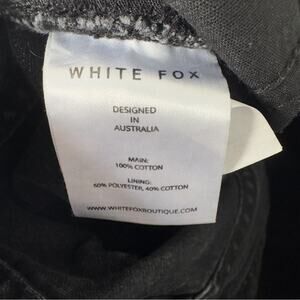 WHITE FOX
DESIGNED
IN
AUSTRALIA
MAIN:
100% COTTON
LINING:
60% POLYESTER, 40% COTTON
WWW.WHITEFOXBOUTIQUE.COM